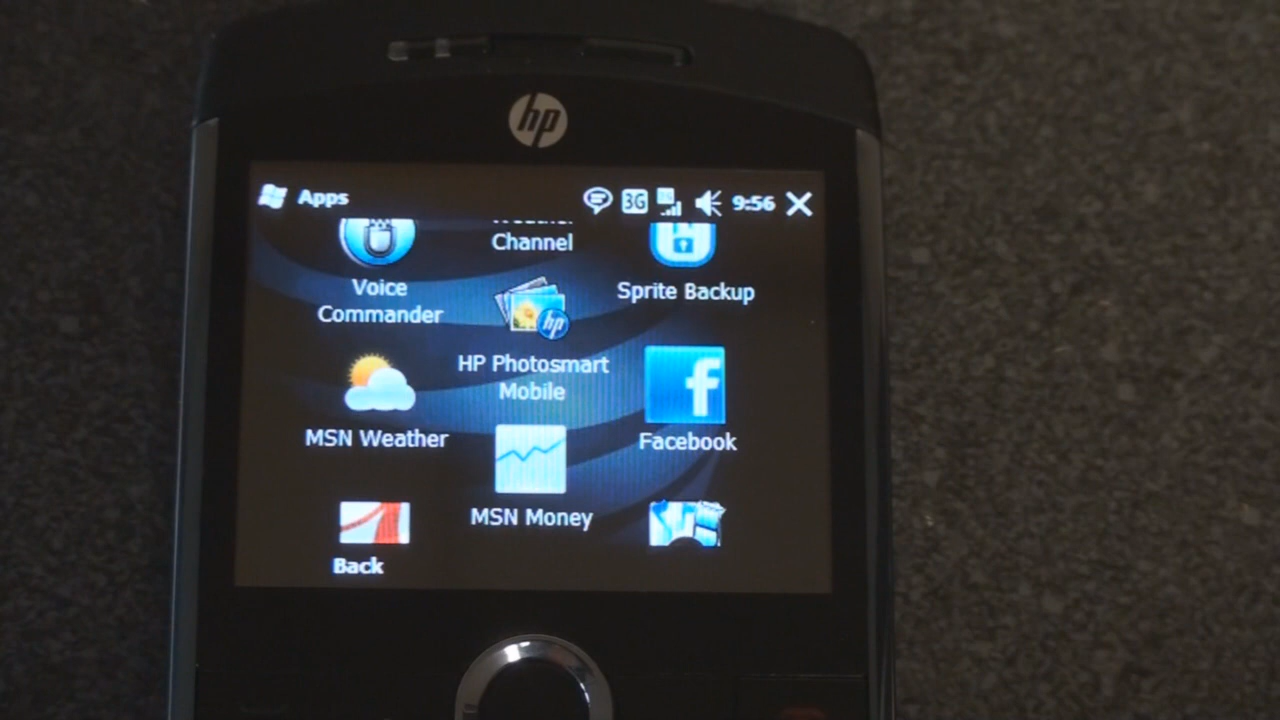 hp
Apps
3G
9:56
Channel
Voice
Commander
Sprite Backup
hp
HP Photosmart
Mobile
f
MSN Weather
Facebook
MSN Money
Back